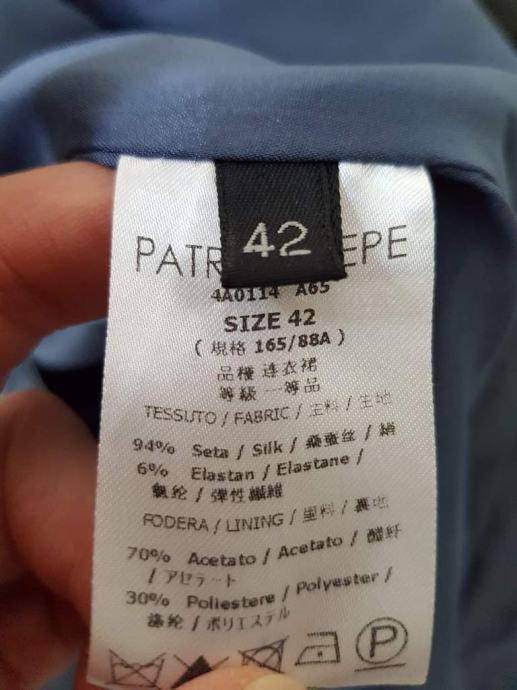 42
PATR EPE
4A0114 A65
SIZE 42
( 規格 165/88A )
品種 连衣裙
等級 一等品
TESSUTO / FABRIC / 主料 / 生地
94% Seta / Silk / 桑蚕丝 / 絹
6% Elastan / Elastane /
氨纶 / 弾性繊維
FODERA / LINING / 里料 / 裏地
70% Acetato / Acetato / 醋纤
/ アセテート
30% Poliestere / Polyester /
涤纶 / ポリエステル
P